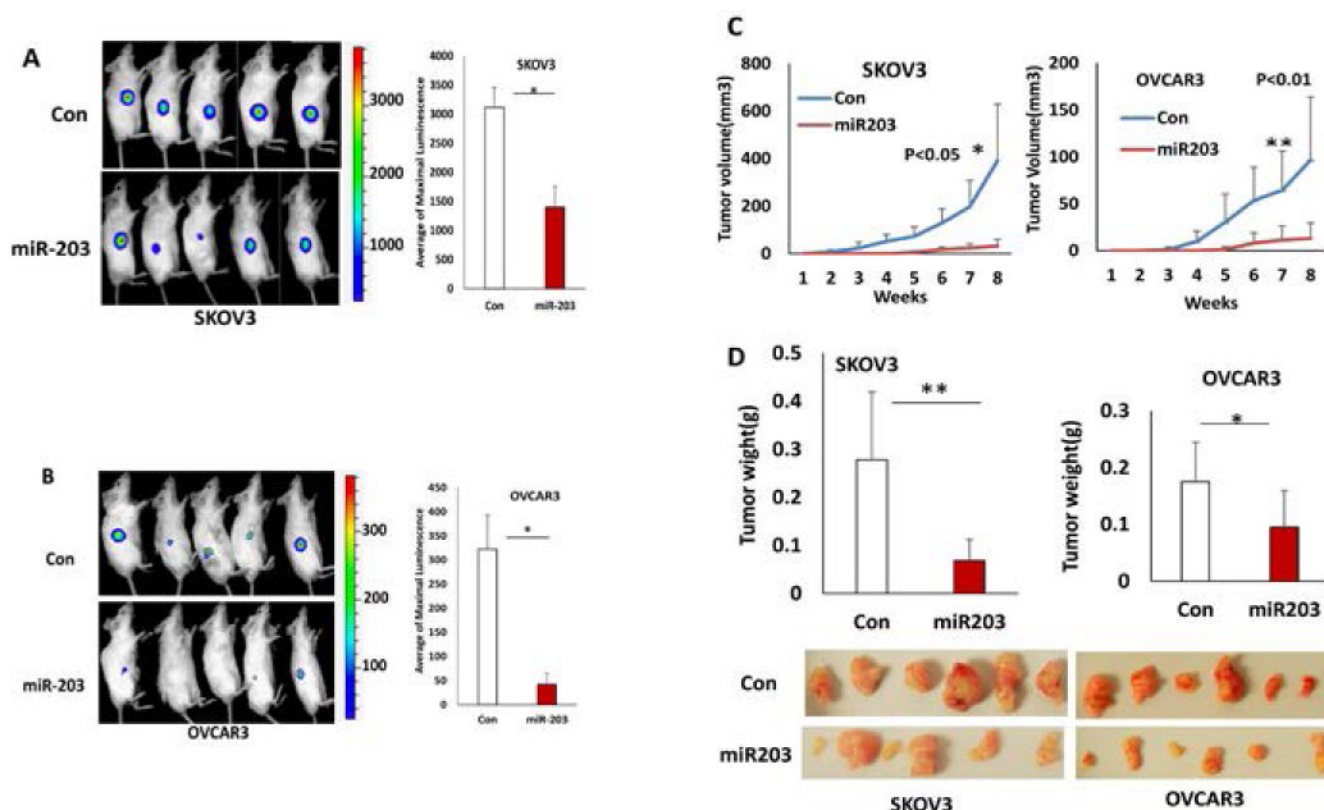 A
Con
miR-203
SKOV3
3000
2000
1000
Average of Maximal Luminescence
4000
3500
3000
2500
2000
1500
1000
500
0
SKOV3
*
Con miR-203
B
Con
miR-203
OVCAR3
300
200
100
Average of Maximal Luminescence
450
400
350
300
250
200
150
100
50
0
OVCAR3
*
Con miR-203
C
Tumor volume(mm3)
800
600
400
200
0
SKOV3
Con
miR203
P<0.05 *
1 2 3 4 5 6 7 8
Weeks
Tumor Volume(mm3)
200
150
100
50
0
OVCAR3
P<0.01
Con
miR203
**
1 2 3 4 5 6 7 8
Weeks
D
Tumor wight(g)
0.5
0.4
0.3
0.2
0.1
0
SKOV3
**
Con miR203
Tumor weight(g)
OVCAR3
0.3
0.2
0.1
0
*
Con miR203
Con
miR203
SKOV3
OVCAR3